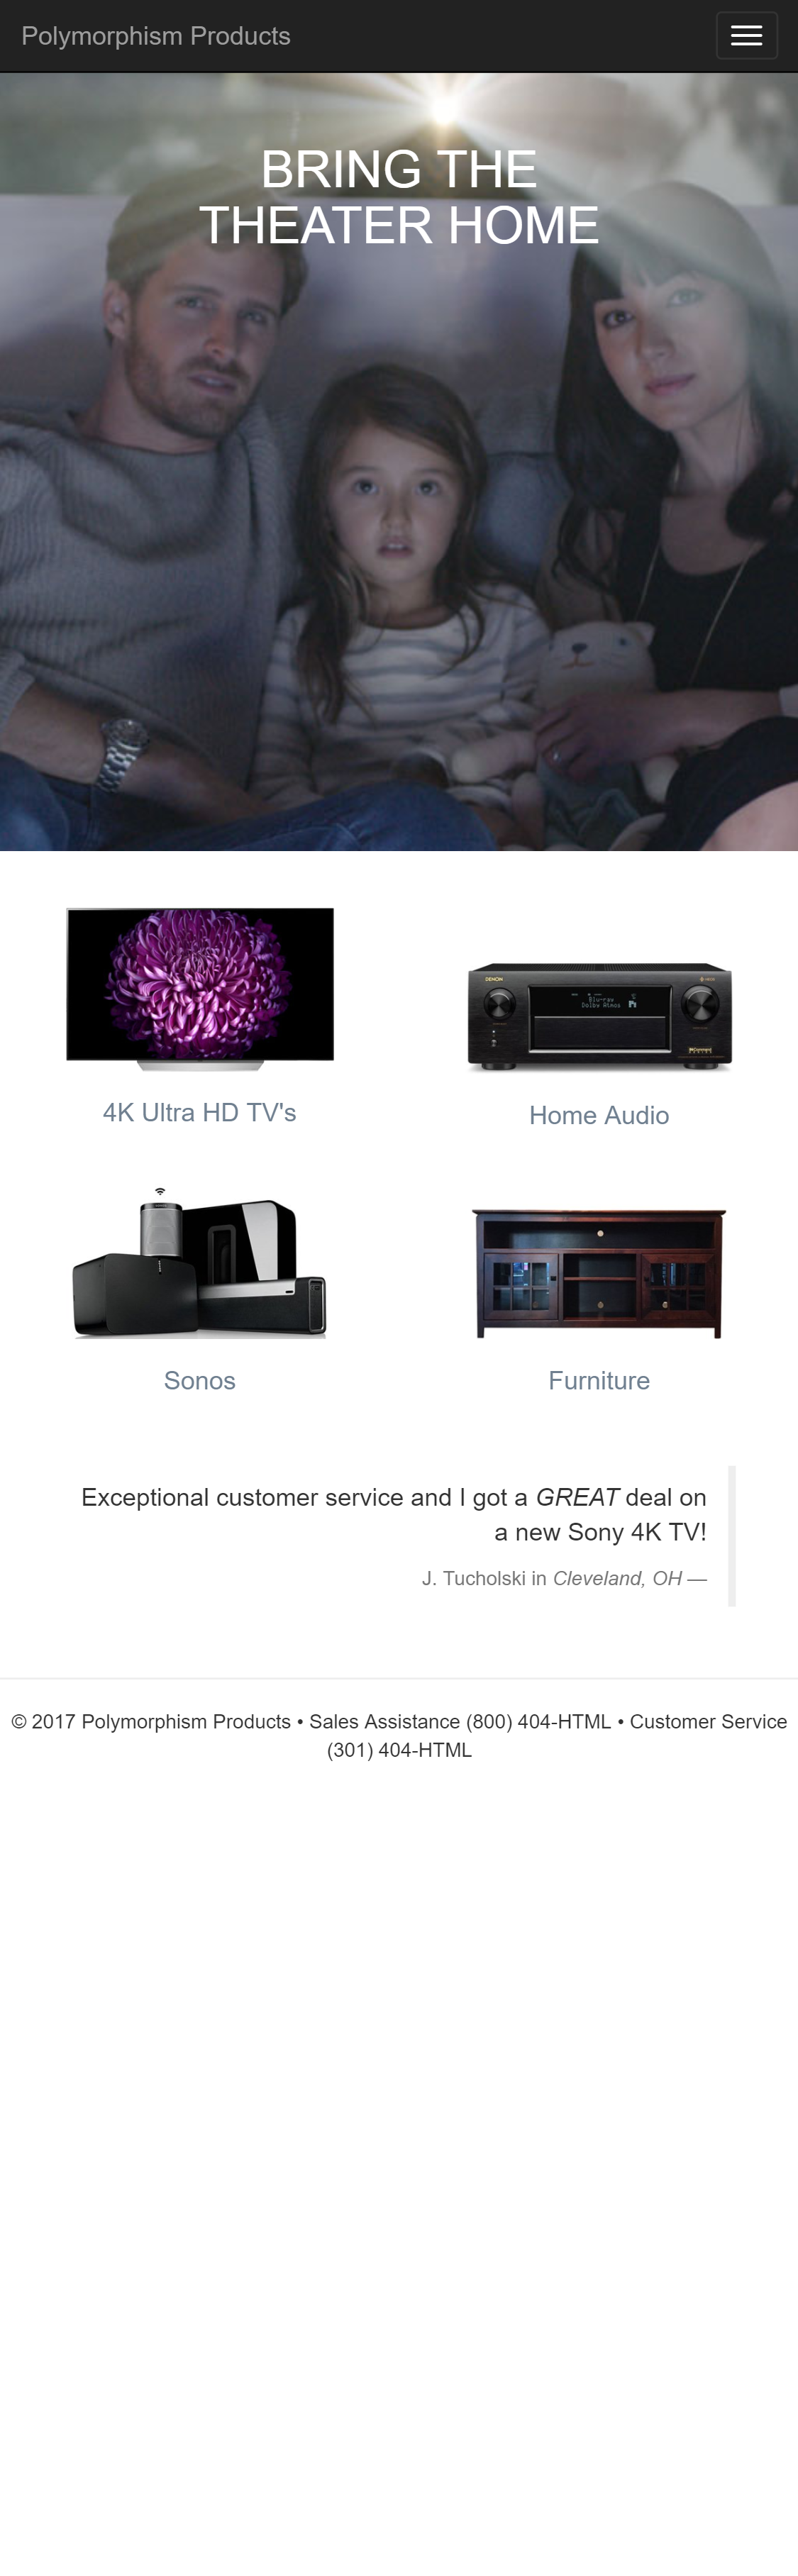 Polymorphism Products
BRING THE
THEATER HOME
DENON
Blu-ray
Dolby Atmos
4K Ultra HD TV's
Home Audio
Sonos
Furniture
Exceptional customer service and I got a GREAT deal on
a new Sony 4K TV!
J. Tucholski in Cleveland, OH —
© 2017 Polymorphism Products • Sales Assistance (800) 404-HTML • Customer Service
(301) 404-HTML